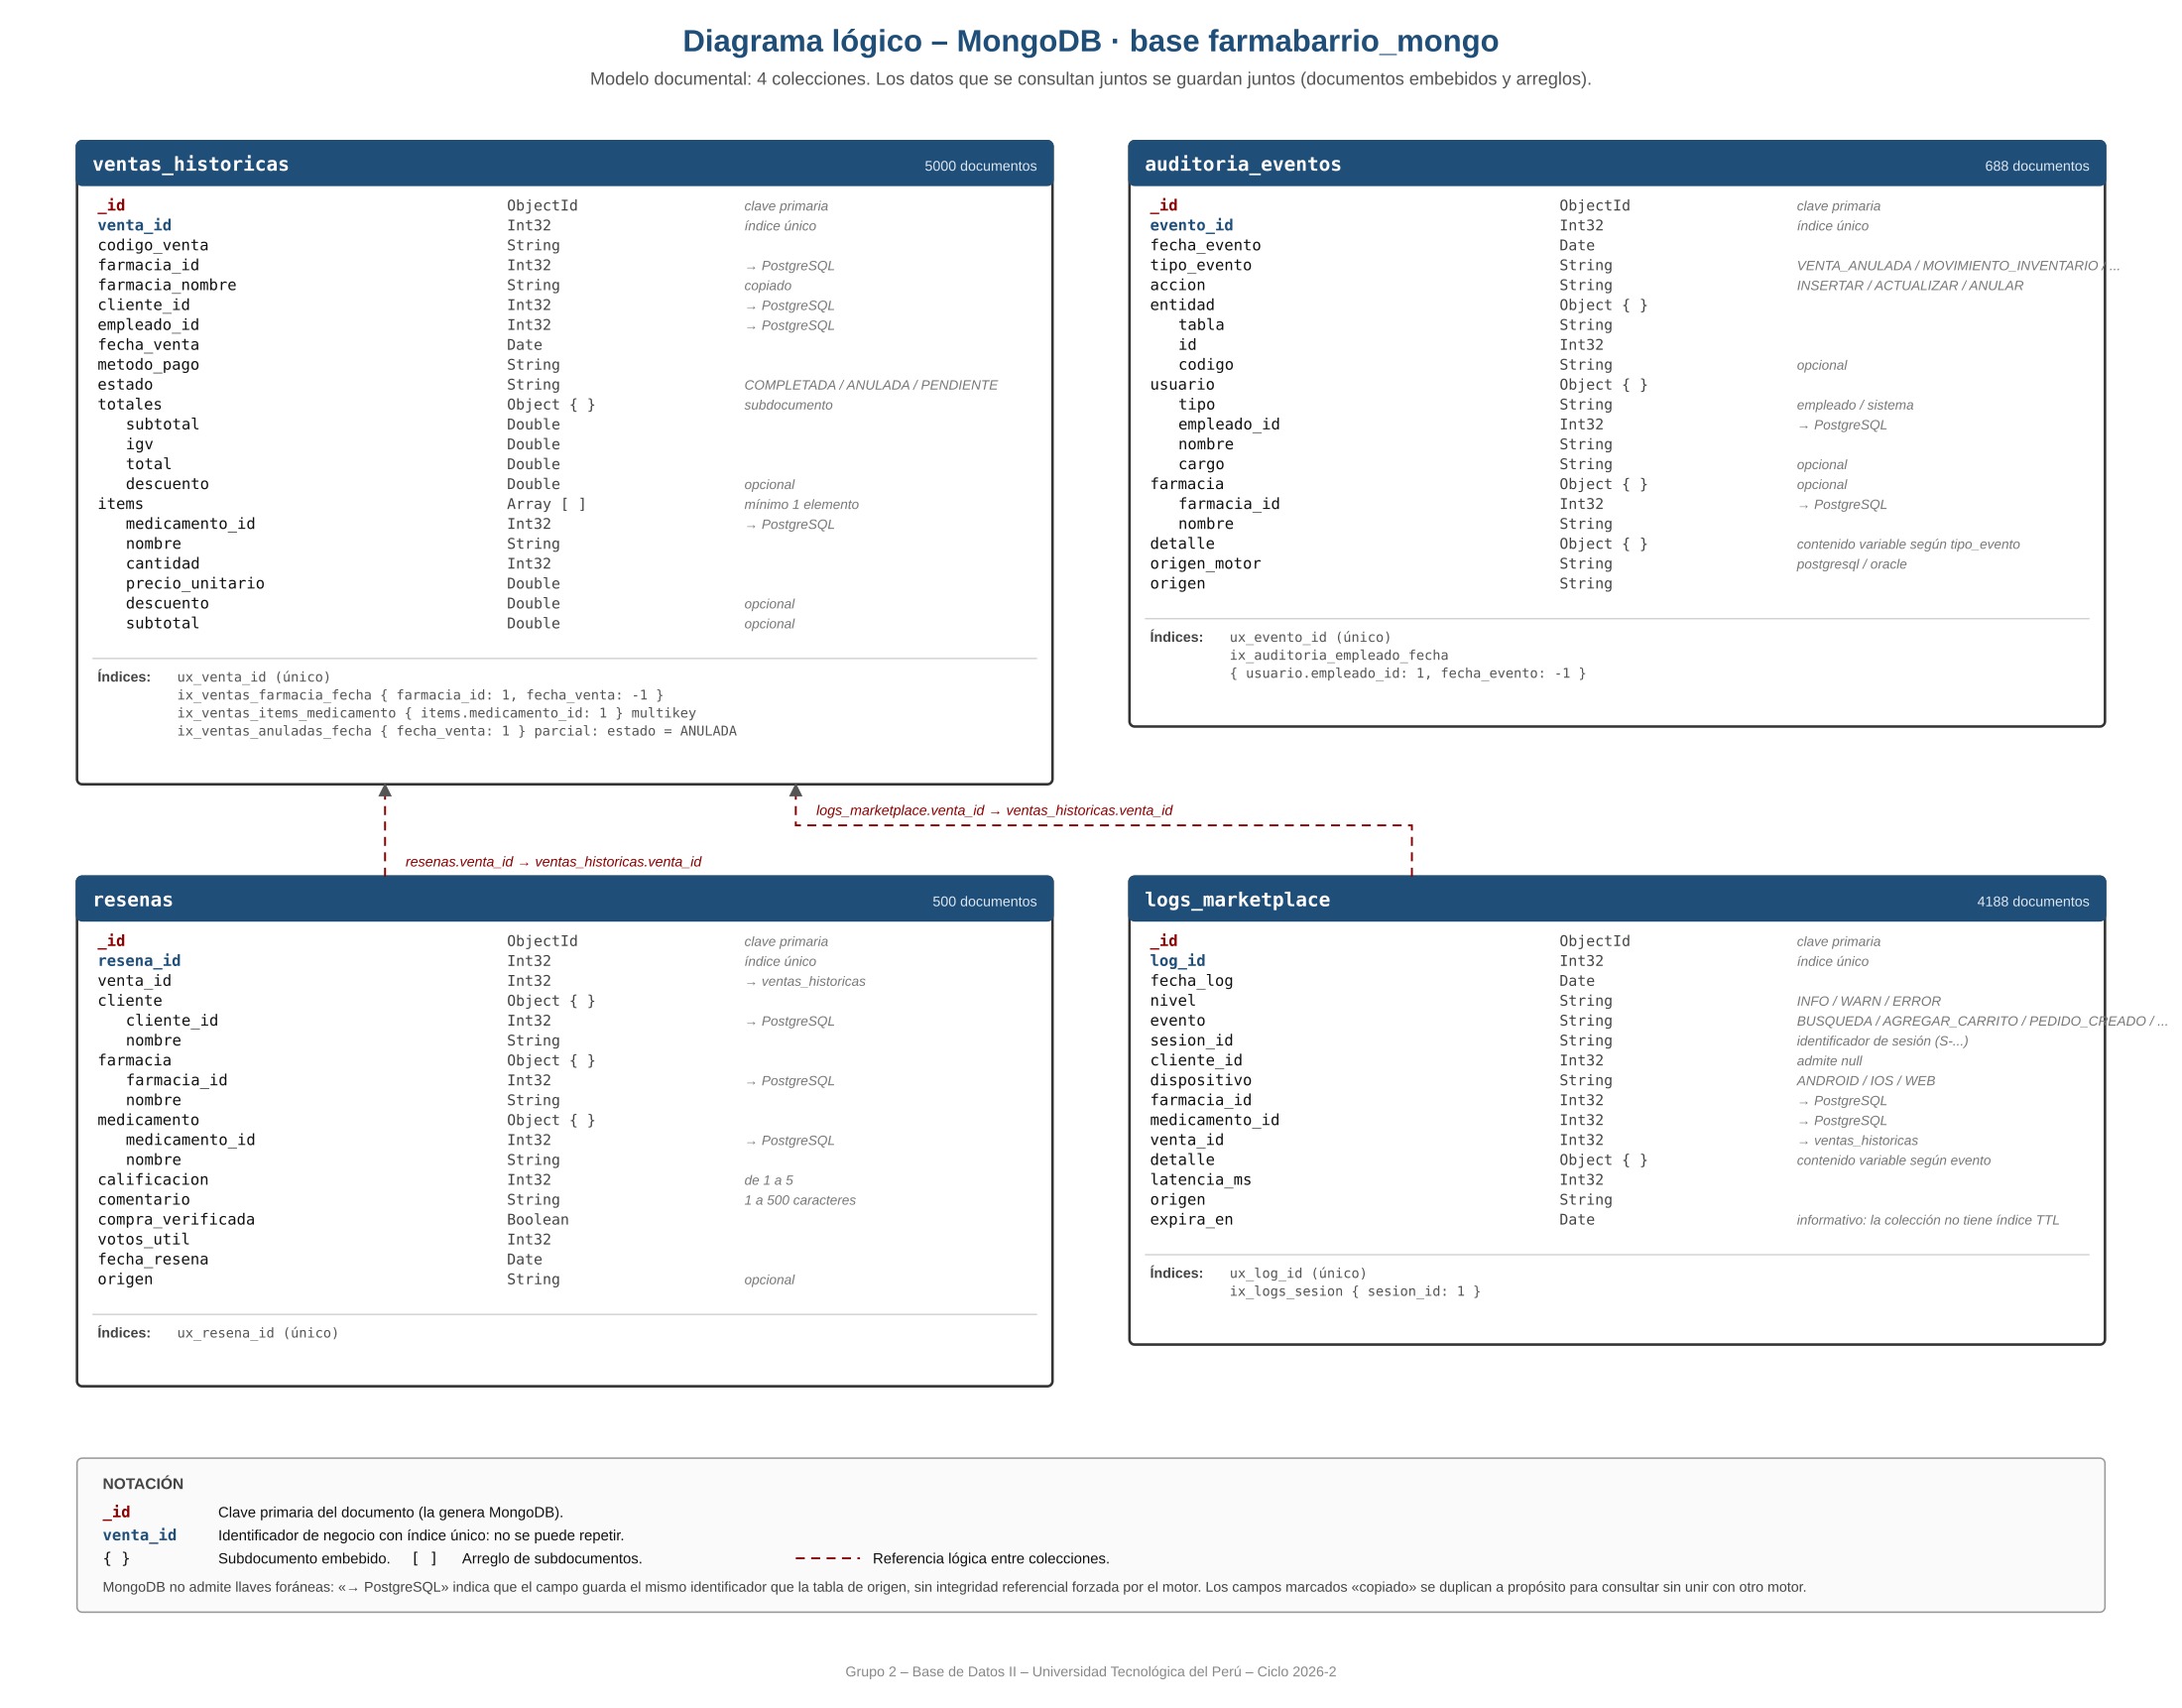 Diagrama lógico – MongoDB · base farmabarrio_mongo
Modelo documental: 4 colecciones. Los datos que se consultan juntos se guardan juntos (documentos embebidos y arreglos).
ventas_historicas 5000 documentos
_id ObjectId clave primaria
venta_id Int32 índice único
codigo_venta String
farmacia_id Int32 → PostgreSQL
farmacia_nombre String copiado
cliente_id Int32 → PostgreSQL
empleado_id Int32 → PostgreSQL
fecha_venta Date
metodo_pago String
estado String COMPLETADA / ANULADA / PENDIENTE
totales Object { } subdocumento
subtotal Double
igv Double
total Double
descuento Double opcional
items Array [ ] mínimo 1 elemento
medicamento_id Int32 → PostgreSQL
nombre String
cantidad Int32
precio_unitario Double
descuento Double opcional
subtotal Double opcional
Índices: ux_venta_id (único)
ix_ventas_farmacia_fecha { farmacia_id: 1, fecha_venta: -1 }
ix_ventas_items_medicamento { items.medicamento_id: 1 } multikey
ix_ventas_anuladas_fecha { fecha_venta: 1 } parcial: estado = ANULADA
auditoria_eventos 688 documentos
_id ObjectId clave primaria
evento_id Int32 índice único
fecha_evento Date
tipo_evento String VENTA_ANULADA / MOVIMIENTO_INVENTARIO / ...
accion String INSERTAR / ACTUALIZAR / ANULAR
entidad Object { }
tabla String
id Int32
codigo String opcional
usuario Object { }
tipo String empleado / sistema
empleado_id Int32 → PostgreSQL
nombre String
cargo String opcional
farmacia Object { } opcional
farmacia_id Int32 → PostgreSQL
nombre String
detalle Object { } contenido variable según tipo_evento
origen_motor String postgresql / oracle
origen String
Índices: ux_evento_id (único)
ix_auditoria_empleado_fecha
{ usuario.empleado_id: 1, fecha_evento: -1 }
logs_marketplace.venta_id → ventas_historicas.venta_id
resenas.venta_id → ventas_historicas.venta_id
resenas 500 documentos
_id ObjectId clave primaria
resena_id Int32 índice único
venta_id Int32 → ventas_historicas
cliente Object { }
cliente_id Int32 → PostgreSQL
nombre String
farmacia Object { }
farmacia_id Int32 → PostgreSQL
nombre String
medicamento Object { }
medicamento_id Int32 → PostgreSQL
nombre String
calificacion Int32 de 1 a 5
comentario String 1 a 500 caracteres
compra_verificada Boolean
votos_util Int32
fecha_resena Date
origen String opcional
Índices: ux_resena_id (único)
logs_marketplace 4188 documentos
_id ObjectId clave primaria
log_id Int32 índice único
fecha_log Date
nivel String INFO / WARN / ERROR
evento String BUSQUEDA / AGREGAR_CARRITO / PEDIDO_CREADO / ...
sesion_id String identificador de sesión (S-...)
cliente_id Int32 admite null
dispositivo String ANDROID / IOS / WEB
farmacia_id Int32 → PostgreSQL
medicamento_id Int32 → PostgreSQL
venta_id Int32 → ventas_historicas
detalle Object { } contenido variable según evento
latencia_ms Int32
origen String
expira_en Date informativo: la colección no tiene índice TTL
Índices: ux_log_id (único)
ix_logs_sesion { sesion_id: 1 }
NOTACIÓN
_id Clave primaria del documento (la genera MongoDB).
venta_id Identificador de negocio con índice único: no se puede repetir.
{ } Subdocumento embebido. [ ] Arreglo de subdocumentos. Referencia lógica entre colecciones.
MongoDB no admite llaves foráneas: «→ PostgreSQL» indica que el campo guarda el mismo identificador que la tabla de origen, sin integridad referencial forzada por el motor. Los campos marcados «copiado» se duplican a propósito para consultar sin unir con otro motor.
Grupo 2 – Base de Datos II – Universidad Tecnológica del Perú – Ciclo 2026-2